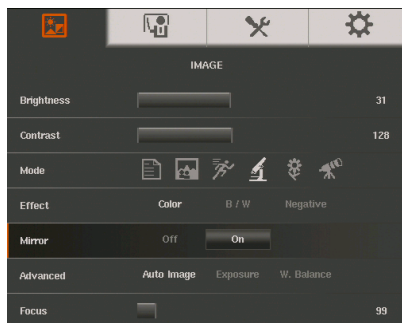 IMAGE
Brightness 31
Contrast 128
Mode
Effect Color B / W Negative
Mirror Off On
Advanced Auto Image Exposure W. Balance
Focus 99